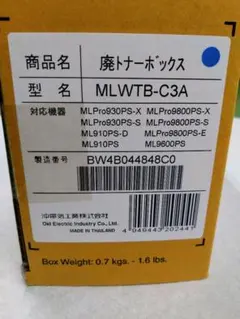 商品名 廃トナーボックス
型名 MLWTB-C3A
対応機器 MLPro930PS-X MLPro9800PS-X
MLPro930PS-S MLPro9800PS-S
ML910PS-D MLPro9800PS-E
ML910PS ML9600PS
製造番号 BW4B044848C0
沖電気工業株式会社
Oki Electric Industry Co., Ltd.
MADE IN THAILAND
4 049443 202441
Box Weight: 0.7 kgs. - 1.6 lbs.